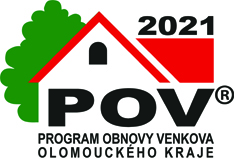 2021
POV®
PROGRAM OBNOVY VENKOVA
OLOMOUCKÉHO KRAJE